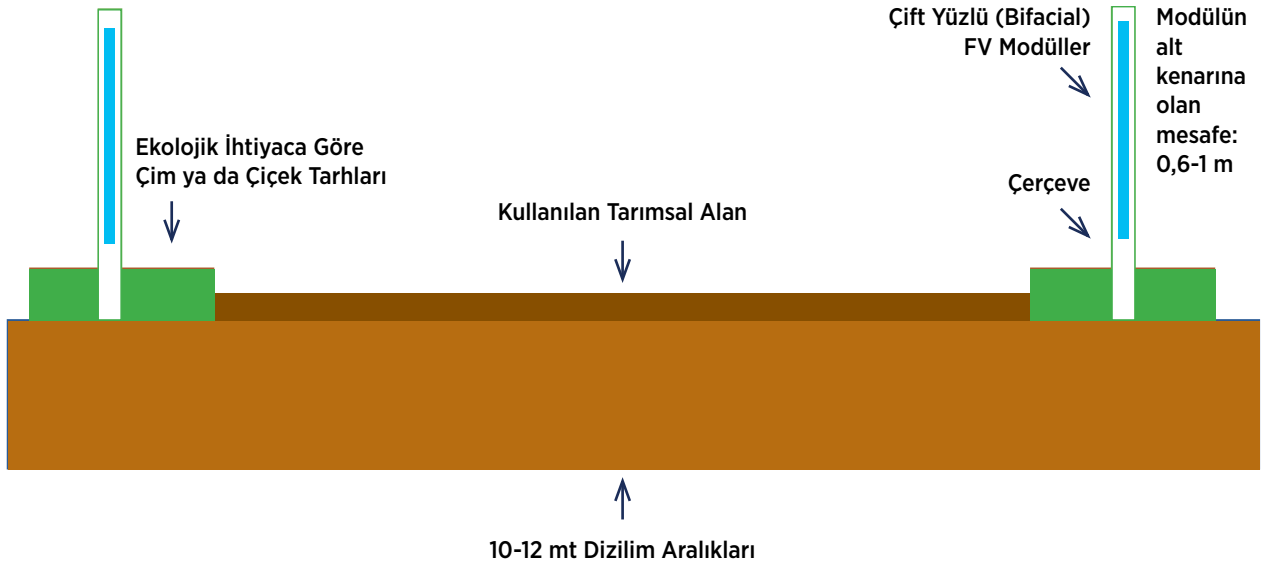 Çift Yüzlü (Bifacial)
FV Modüller
Modülün
alt
kenarına
olan
mesafe:
0,6-1 m
Ekolojik İhtiyaca Göre
Çim ya da Çiçek Tarhları
Çerçeve
Kullanılan Tarımsal Alan
10-12 mt Dizilim Aralıkları